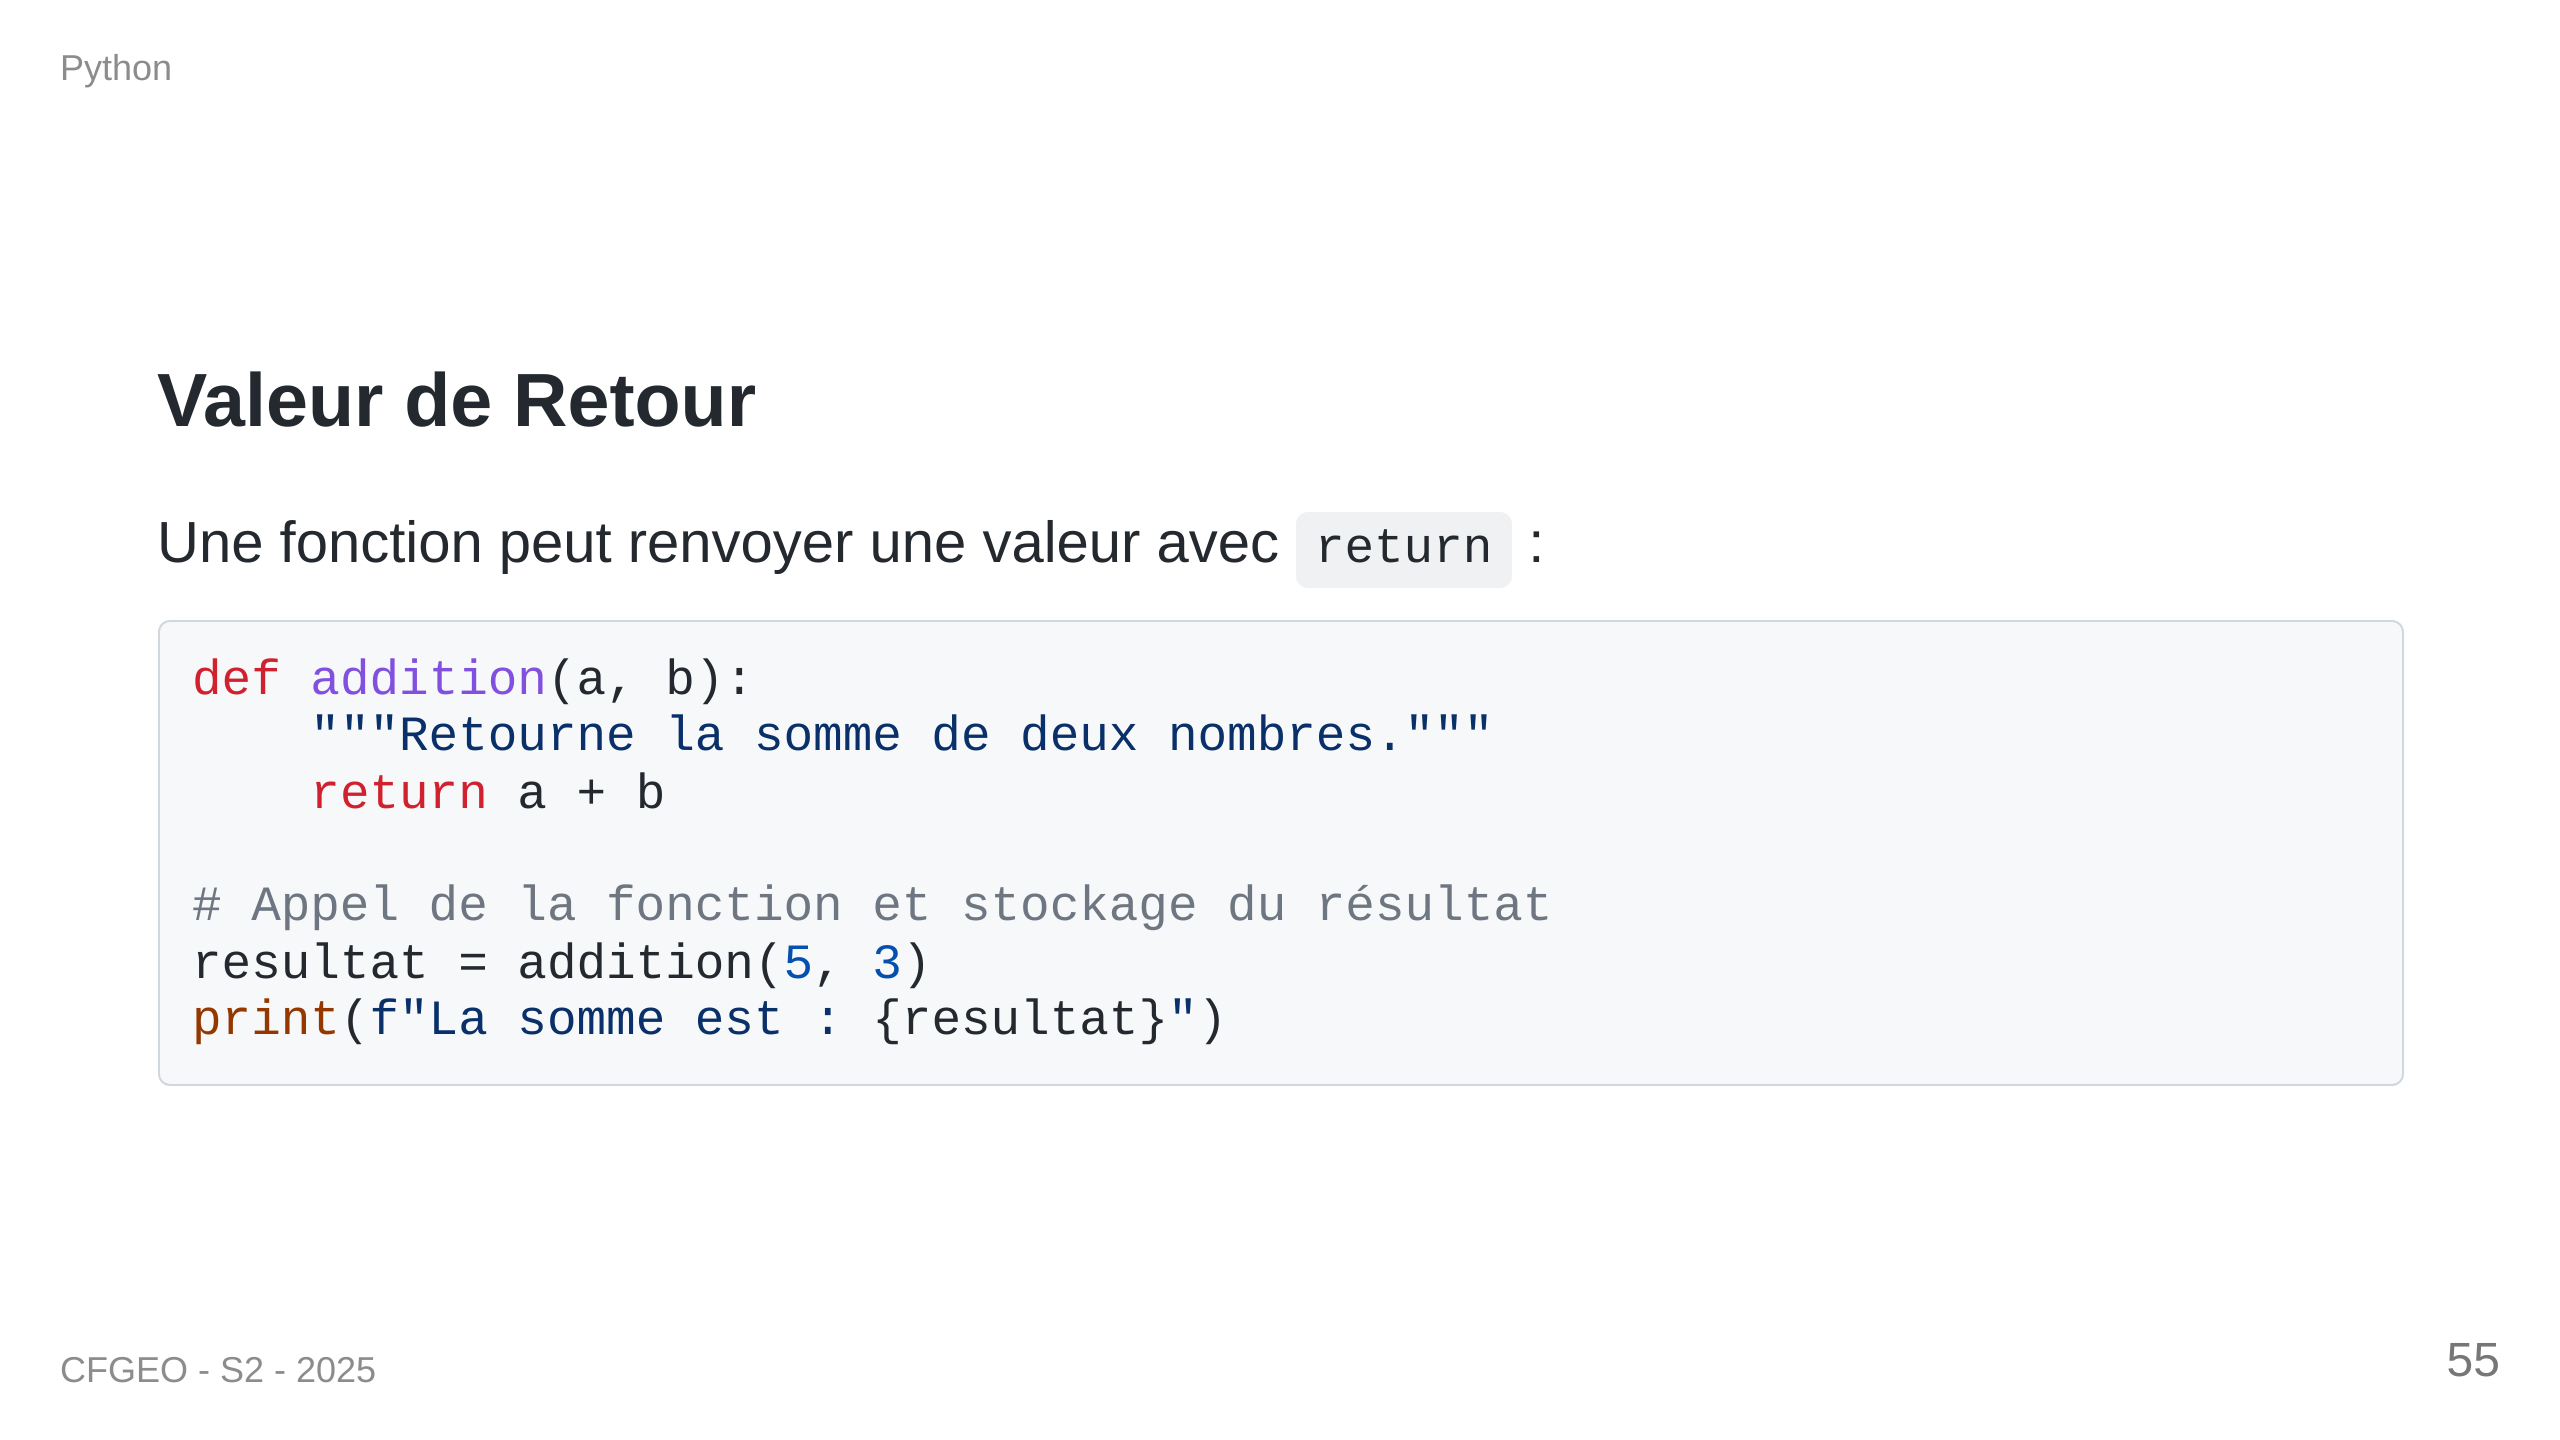 Python
Valeur de Retour
Une fonction peut renvoyer une valeur avec return :
def addition(a, b):
    """Retourne la somme de deux nombres."""
    return a + b

# Appel de la fonction et stockage du résultat
resultat = addition(5, 3)
print(f"La somme est : {resultat}")
CFGEO - S2 - 2025
55